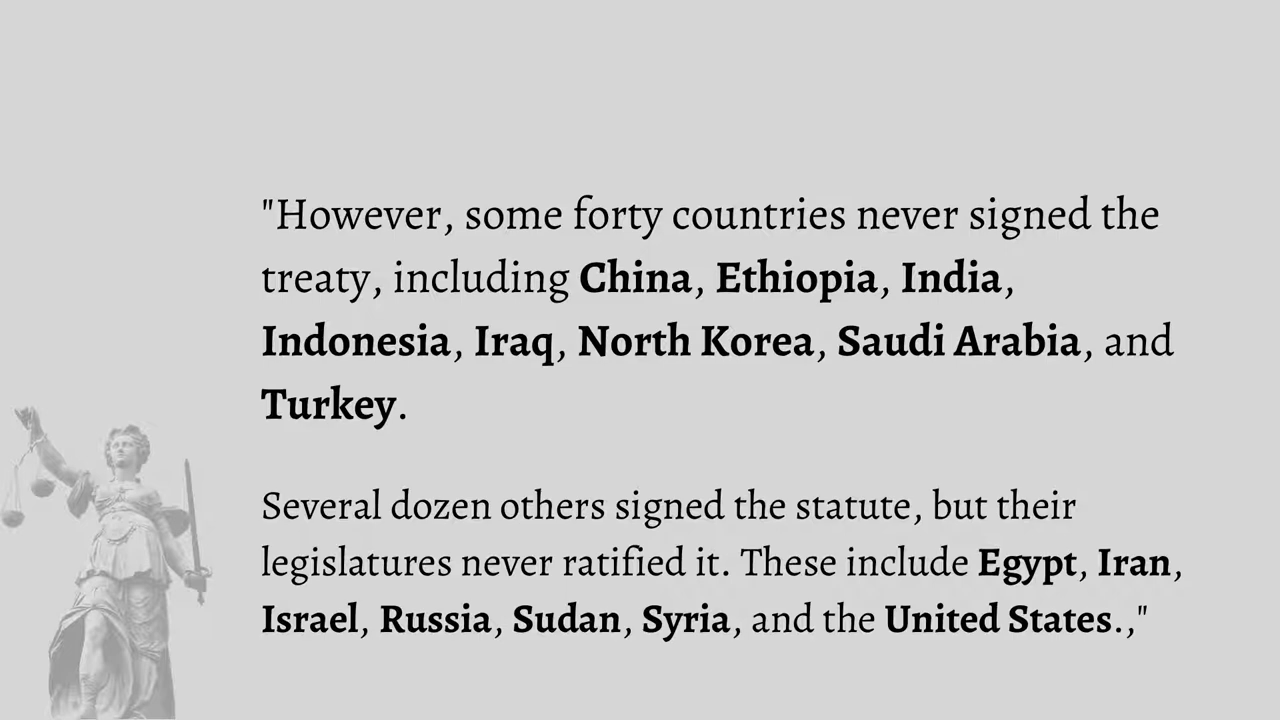 "However, some forty countries never signed the
treaty, including China, Ethiopia, India,
Indonesia, Iraq, North Korea, Saudi Arabia, and
Turkey.
Several dozen others signed the statute, but their
legislatures never ratified it. These include Egypt, Iran,
Israel, Russia, Sudan, Syria, and the United States.,"